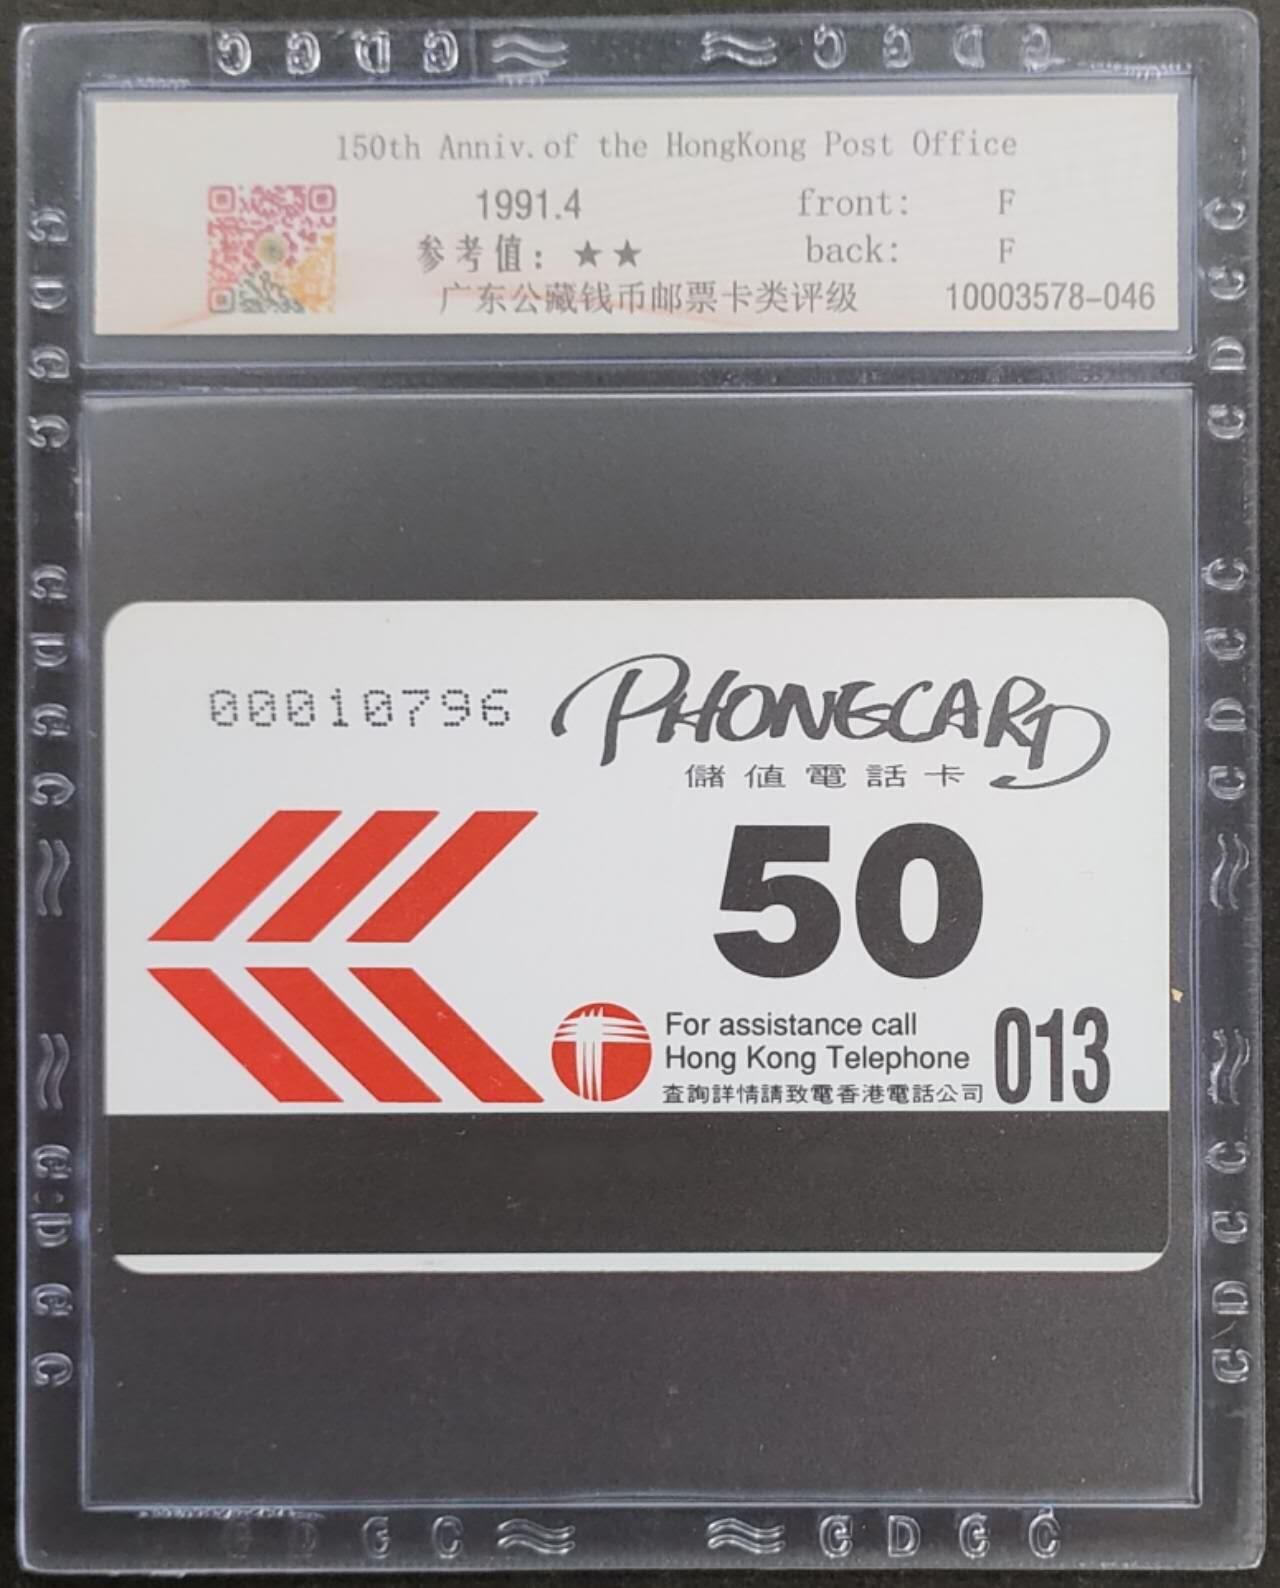 150th Anniv. of the HongKong Post Office
1991.4
front: F
参考值：★★
back: F
广东公藏钱币邮票卡类评级
10003578-046
00010796
PHONECARD
儲值電話卡
50
For assistance call
Hong Kong Telephone
013
查詢詳情請致電香港電話公司